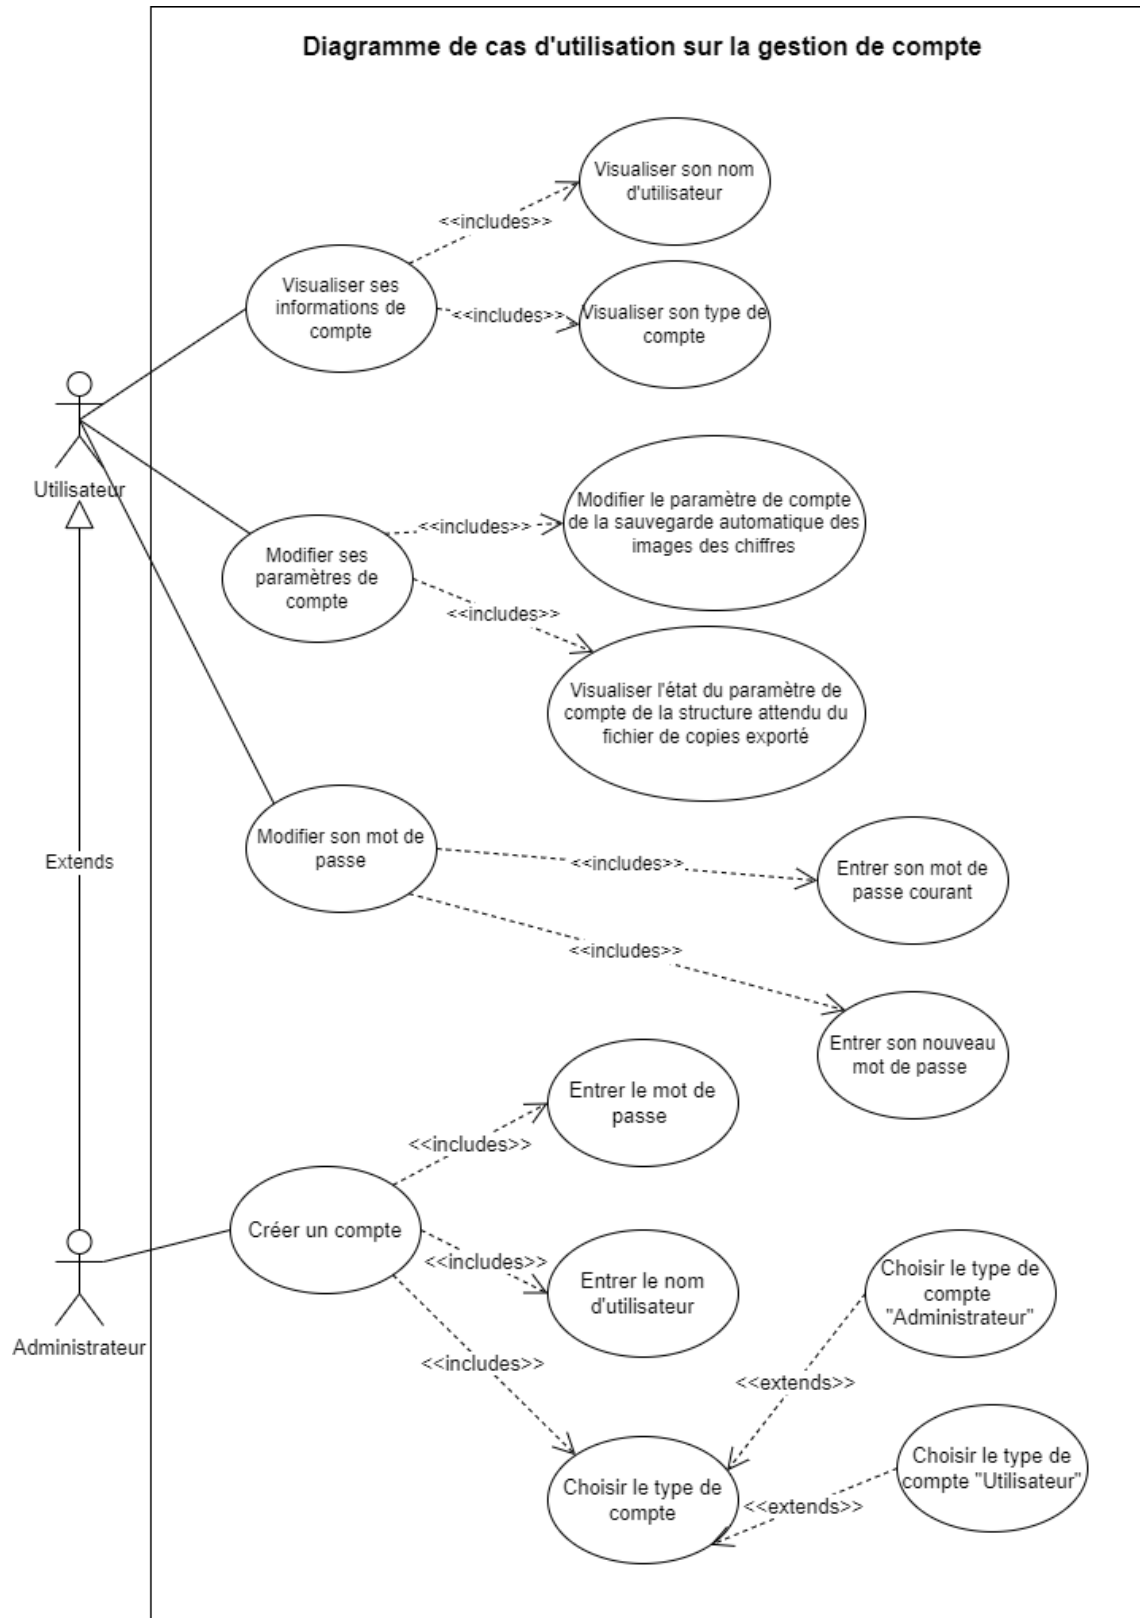 Diagramme de cas d'utilisation sur la gestion de compte
Visualiser son nom
d'utilisateur
<<includes>>
Visualiser ses
informations de
compte
<<includes>>
Visualiser son type de
compte
Utilisateur
Modifier le paramètre de compte
de la sauvegarde automatique des
images des chiffres
<<includes>>
Modifier ses
paramètres de
compte
<<includes>>
Visualiser l'état du paramètre de
compte de la structure attendu du
fichier de copies exporté
Modifier son mot de
passe
Extends
<<includes>>
Entrer son mot de
passe courant
<<includes>>
Entrer son nouveau
mot de passe
Entrer le mot de
passe
<<includes>>
Créer un compte
<<includes>>
Entrer le nom
d'utilisateur
Choisir le type de
compte
"Administrateur"
Administrateur
<<includes>>
<<extends>>
Choisir le type de
compte
Choisir le type de
compte "Utilisateur"
<<extends>>